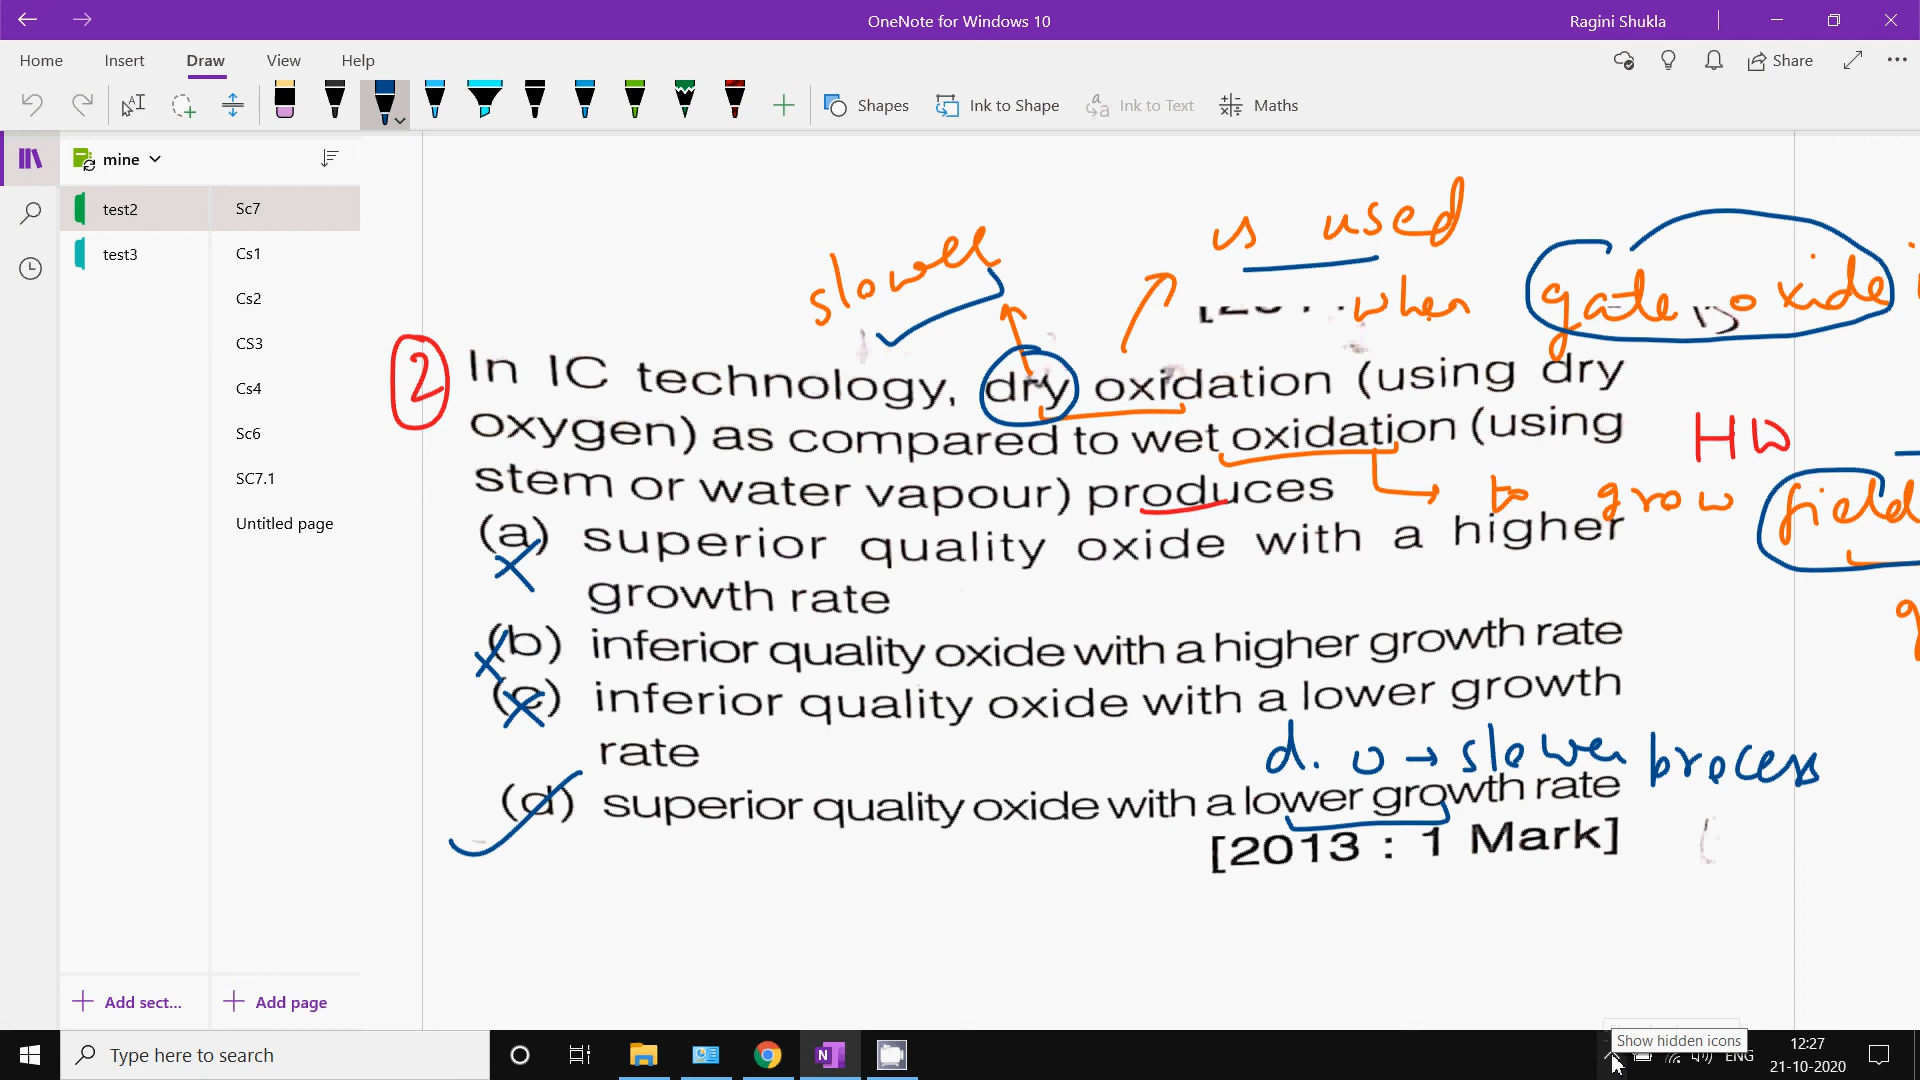 OneNote for Windows 10
Ragini Shukla
Home Insert Draw View Help
Share
Shapes Ink to Shape Ink to Text Maths
mine
test2
test3
Sc7
Cs1
Cs2
CS3
Cs4
Sc6
SC7.1
Untitled page
slower
is used
when gate oxide
2
In IC technology, dry oxidation (using dry
oxygen) as compared to wet oxidation (using
stem or water vapour) produces
HW
to grow field
(a) superior quality oxide with a higher
growth rate
(b) inferior quality oxide with a higher growth rate
(c) inferior quality oxide with a lower growth
rate
d. o → slower process
(d) superior quality oxide with a lower growth rate
[2013 : 1 Mark]
Add sect...
Add page
Show hidden icons
Type here to search
ENG
12:27
21-10-2020